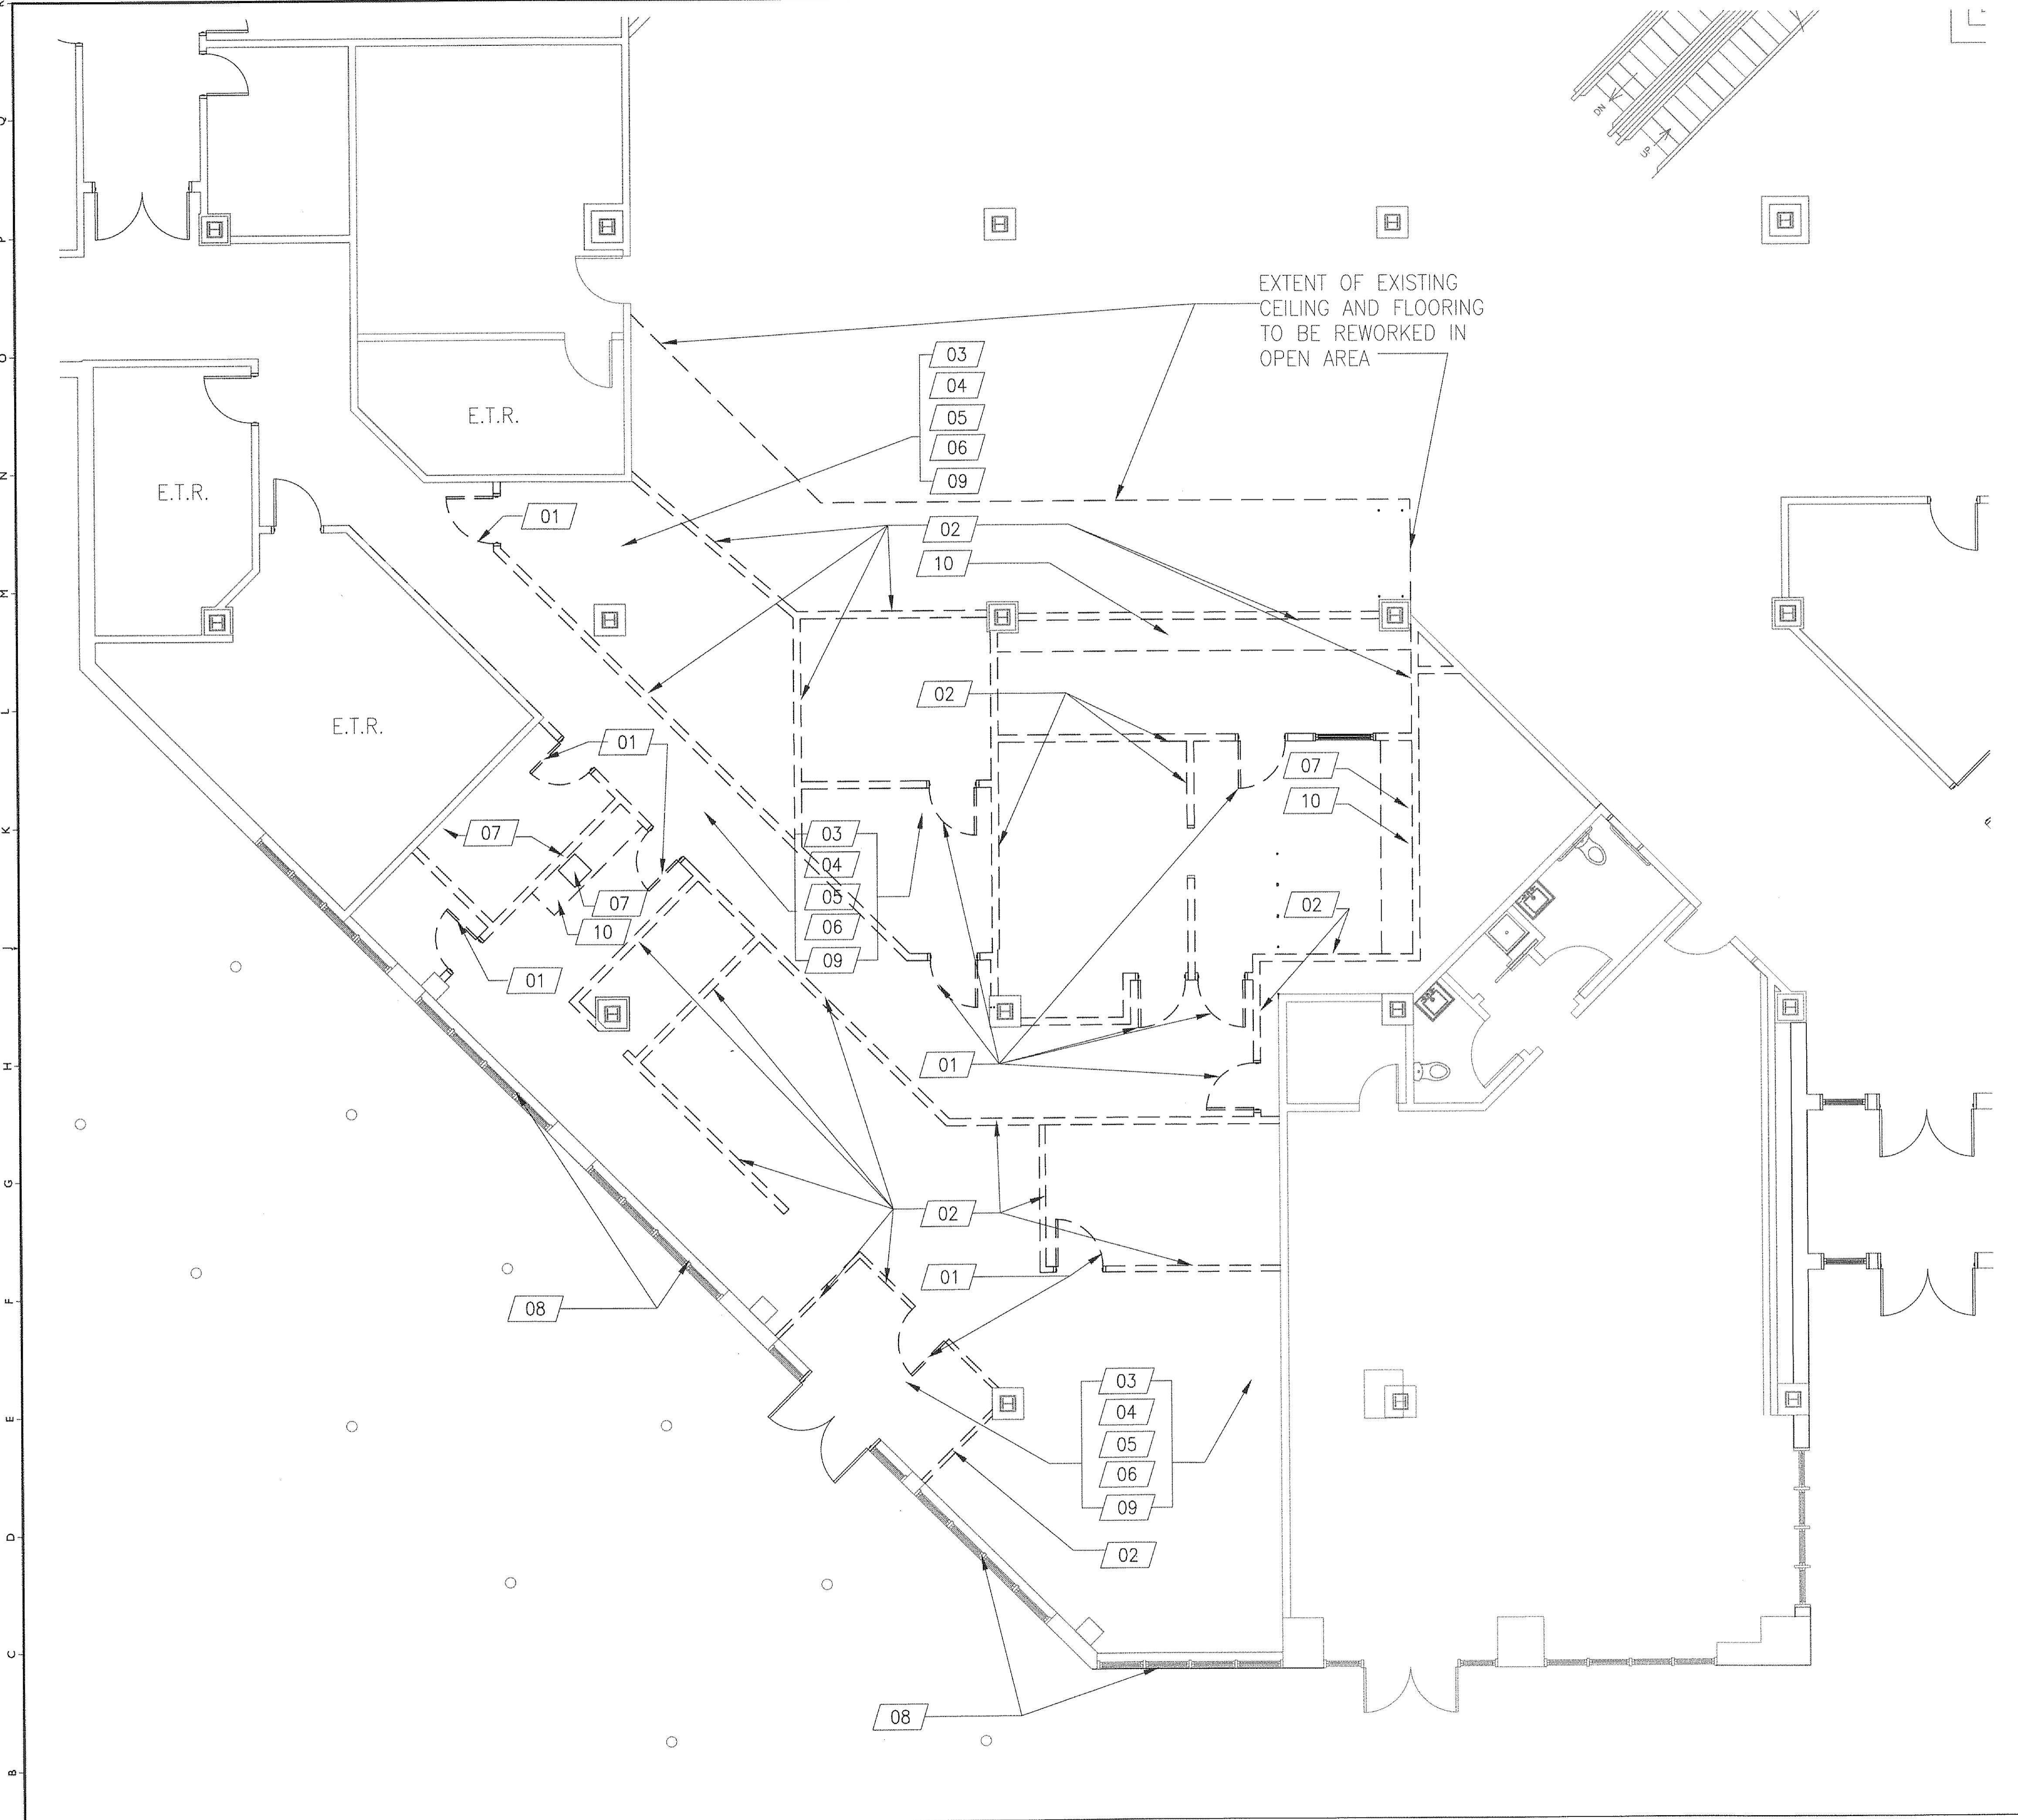 R
Q
P
O
N
M
L
K
J
H
G
F
E
D
C
B
DN
UP
EXTENT OF EXISTING
CEILING AND FLOORING
TO BE REWORKED IN
OPEN AREA
03
04
05
06
09
E.T.R.
E.T.R.
01
02
10
02
E.T.R.
01
07
10
07
03
04
05
06
09
07
10
02
01
01
02
01
08
03
04
05
06
09
02
08